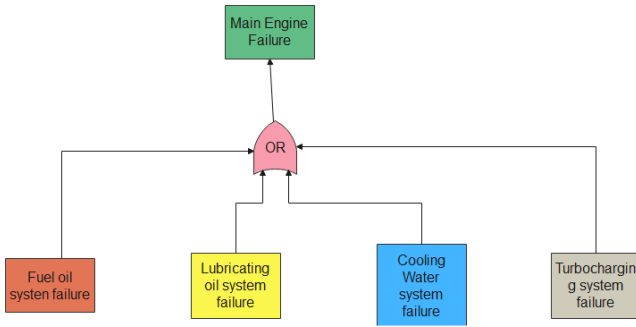 Main Engine
Failure
OR
Fuel oil
systen failure
Lubricating
oil system
failure
Cooling
Water
system
failure
Turbochargin
g system
failure